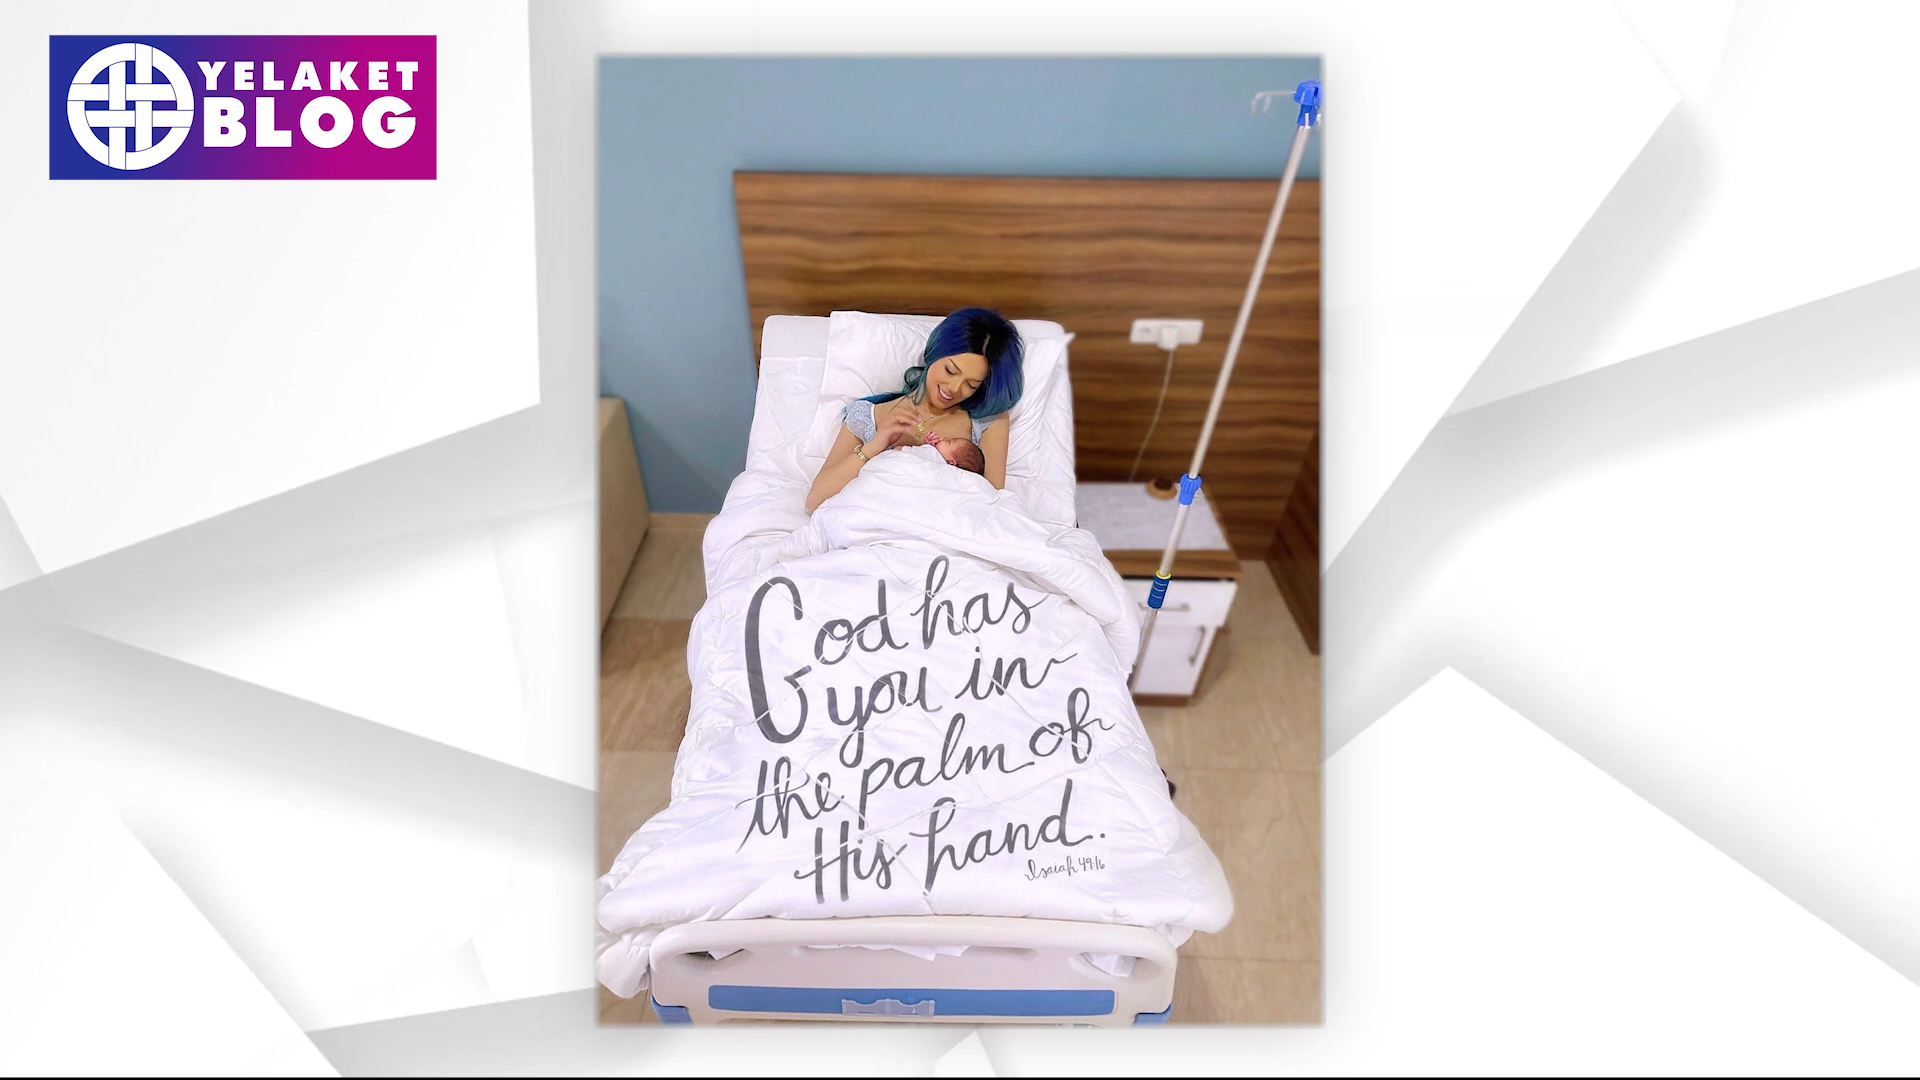 YELAKET
BLOG
God has
you in
the palm of
His hand.
Isaiah 49:16